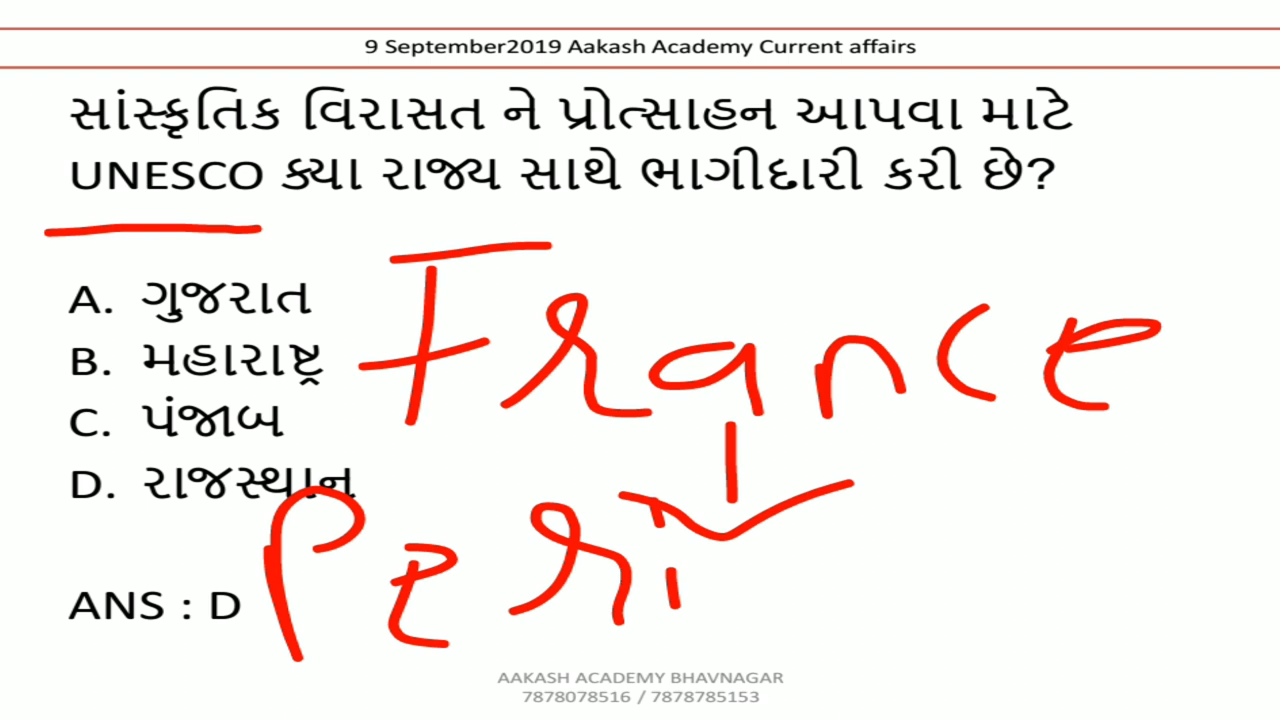 9 September2019 Aakash Academy Current affairs
સાંસ્કૃતિક વિરાસત ને પ્રોત્સાહન આપવા માટે
UNESCO ક્યા રાજ્ય સાથે ભાગીદારી કરી છે?
A. ગુજરાત
B. મહારાષ્ટ્ર
C. પંજાબ
D. રાજસ્થાન
France
Peri
ANS : D
AAKASH ACADEMY BHAVNAGAR
7878078516 / 7878785153